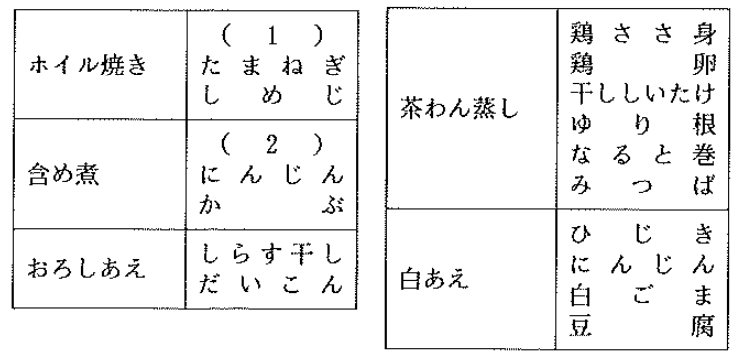 ホイル焼き
( 1 )
たまねぎ
しめじ
含め煮
( 2 )
にんじん
かぶ
おろしあえ
しらす干し
だいこん
茶わん蒸し
鶏ささ身
鶏卵
干ししいたけ
ゆり根
なると巻
みつば
白あえ
ひじき
にんじん
白ごま
豆腐